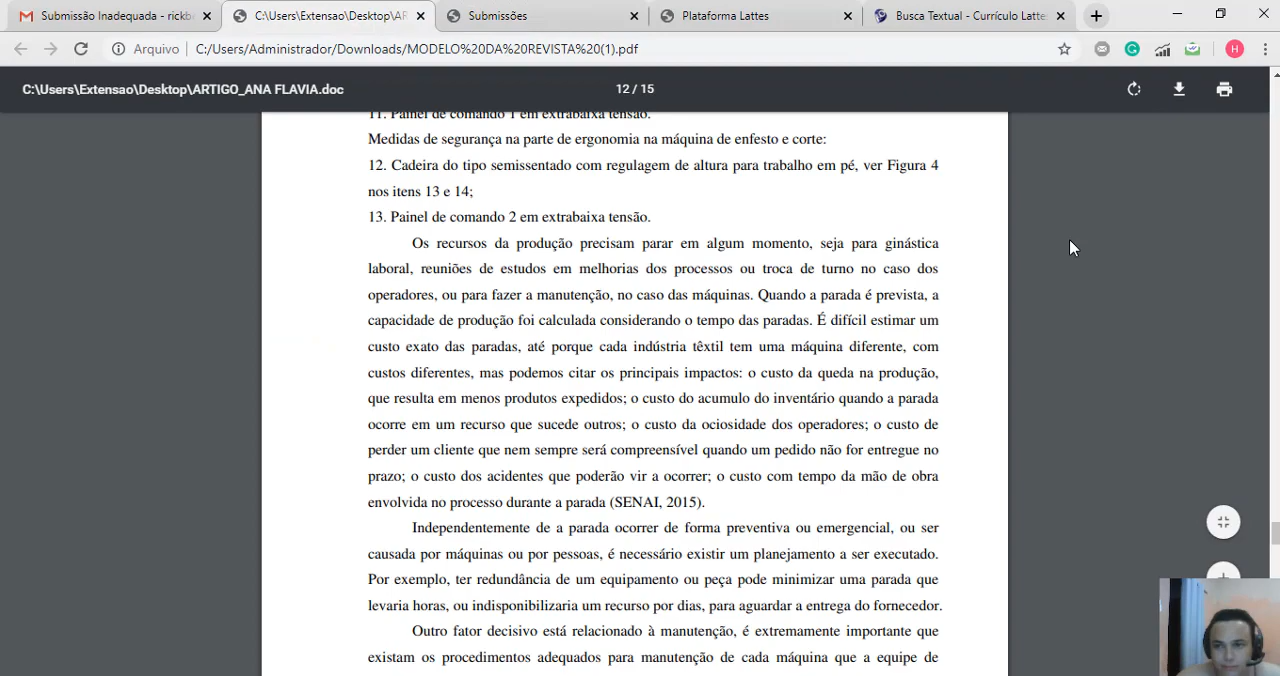 Submissão Inadequada - rickb
C:\Users\Extensao\Desktop\AR
Submissões
Plataforma Lattes
Busca Textual - Currículo Lattes
Arquivo
C:/Users/Administrador/Downloads/MODELO%20DA%20REVISTA%20(1).pdf
H
C:\Users\Extensao\Desktop\ARTIGO_ANA FLAVIA.doc
12 / 15
11. Painel de comando 1 em extrabaixa tensão.
Medidas de segurança na parte de ergonomia na máquina de enfesto e corte:
12. Cadeira do tipo semissentado com regulagem de altura para trabalho em pé, ver Figura 4
nos itens 13 e 14;
13. Painel de comando 2 em extrabaixa tensão.
Os recursos da produção precisam parar em algum momento, seja para ginástica
laboral, reuniões de estudos em melhorias dos processos ou troca de turno no caso dos
operadores, ou para fazer a manutenção, no caso das máquinas. Quando a parada é prevista, a
capacidade de produção foi calculada considerando o tempo das paradas. É difícil estimar um
custo exato das paradas, até porque cada indústria têxtil tem uma máquina diferente, com
custos diferentes, mas podemos citar os principais impactos: o custo da queda na produção,
que resulta em menos produtos expedidos; o custo do acumulo do inventário quando a parada
ocorre em um recurso que sucede outros; o custo da ociosidade dos operadores; o custo de
perder um cliente que nem sempre será compreensível quando um pedido não for entregue no
prazo; o custo dos acidentes que poderão vir a ocorrer; o custo com tempo da mão de obra
envolvida no processo durante a parada (SENAI, 2015).
Independentemente de a parada ocorrer de forma preventiva ou emergencial, ou ser
causada por máquinas ou por pessoas, é necessário existir um planejamento a ser executado.
Por exemplo, ter redundância de um equipamento ou peça pode minimizar uma parada que
levaria horas, ou indisponibilizaria um recurso por dias, para aguardar a entrega do fornecedor.
Outro fator decisivo está relacionado à manutenção, é extremamente importante que
existam os procedimentos adequados para manutenção de cada máquina que a equipe de